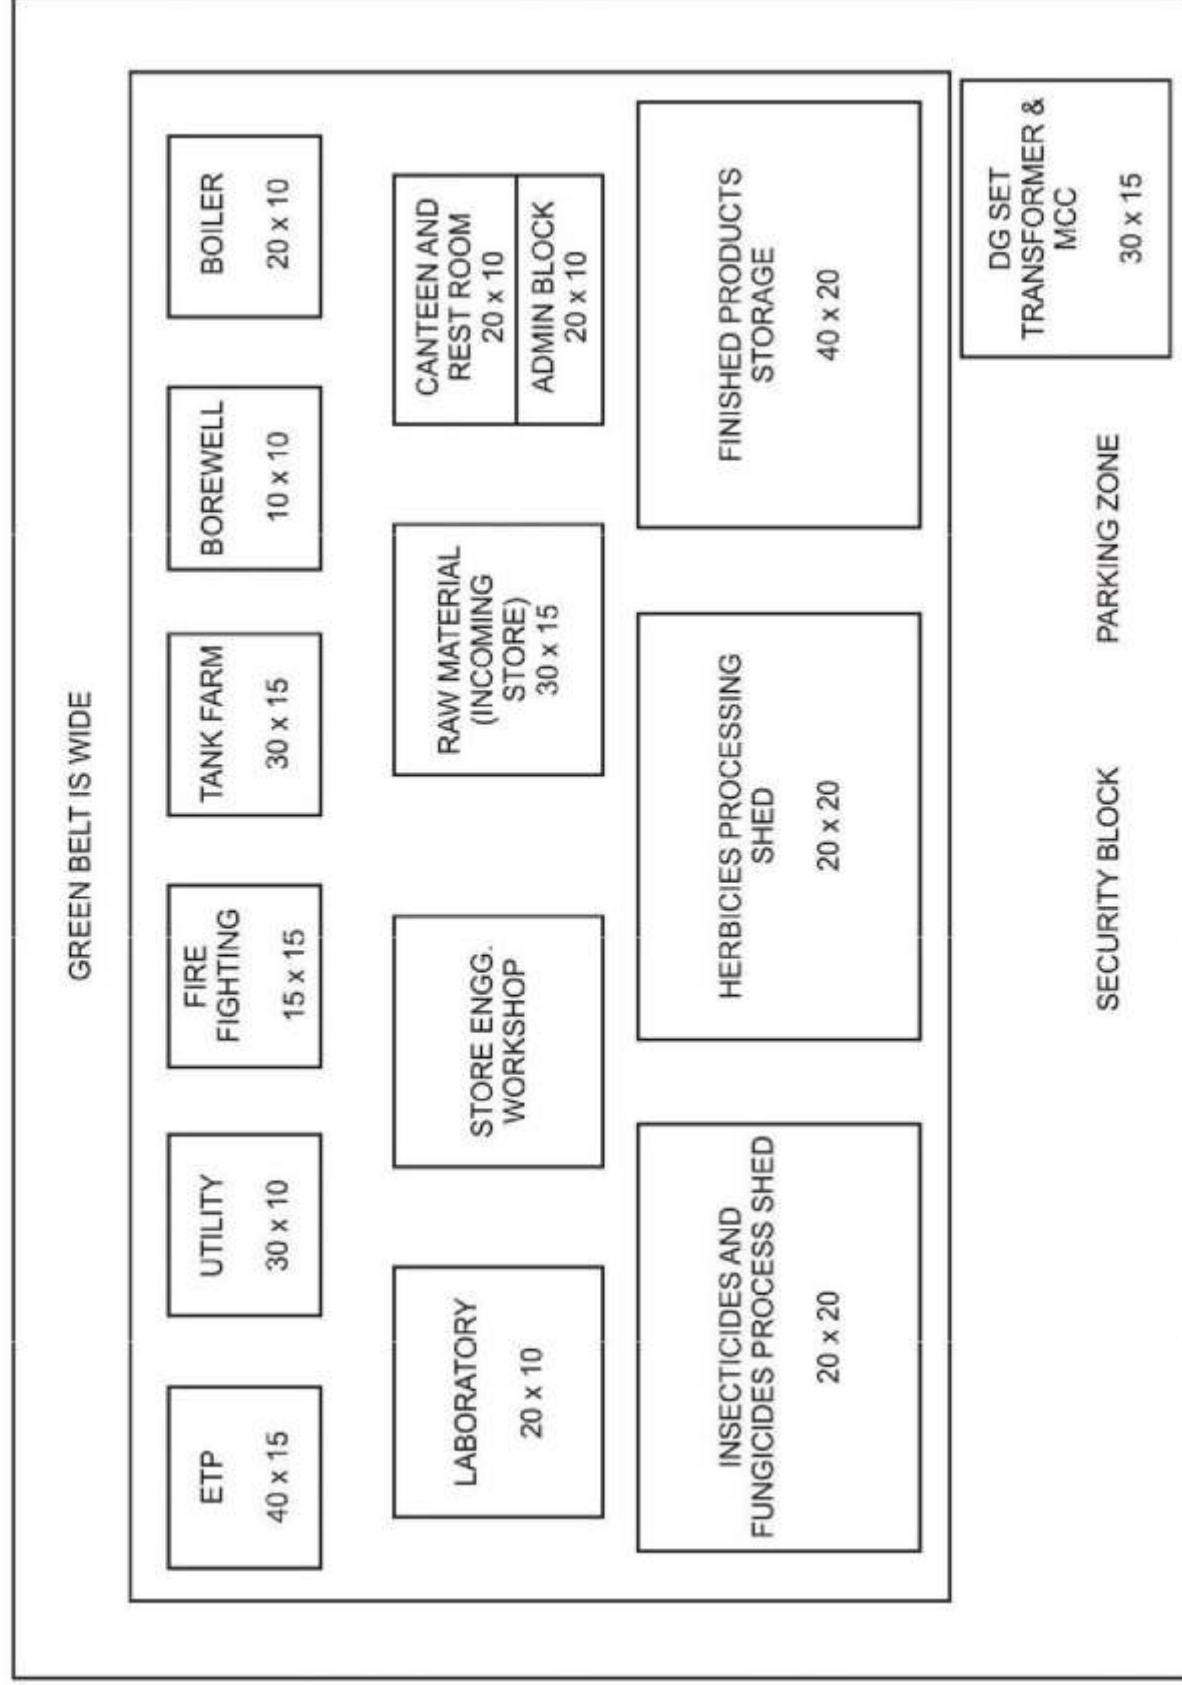 GREEN BELT IS WIDE
ETP
40 x 15
UTILITY
30 x 10
FIRE
FIGHTING
15 x 15
TANK FARM
30 x 15
BOREWELL
10 x 10
BOILER
20 x 10
LABORATORY
20 x 10
STORE ENGG.
WORKSHOP
RAW MATERIAL
(INCOMING
STORE)
30 x 15
CANTEEN AND
REST ROOM
20 x 10
ADMIN BLOCK
20 x 10
INSECTICIDES AND
FUNGICIDES PROCESS SHED
20 x 20
HERBICIES PROCESSING
SHED
20 x 20
FINISHED PRODUCTS
STORAGE
40 x 20
DG SET
TRANSFORMER &
MCC
30 x 15
SECURITY BLOCK
PARKING ZONE